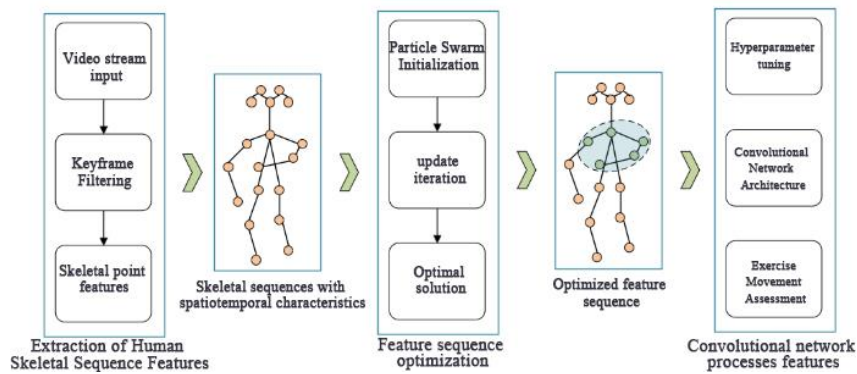 Video stream
input
Keyframe
Filtering
Skeletal point
features
Extraction of Human
Skeletal Sequence Features
Skeletal sequences with
spatiotemporal characteristics
Particle Swarm
Initialization
update
iteration
Optimal
solution
Feature sequence
optimization
Optimized feature
sequence
Hyperparameter
tuning
Convolutional
Network
Architecture
Exercise
Movement
Assessment
Convolutional network
processes features